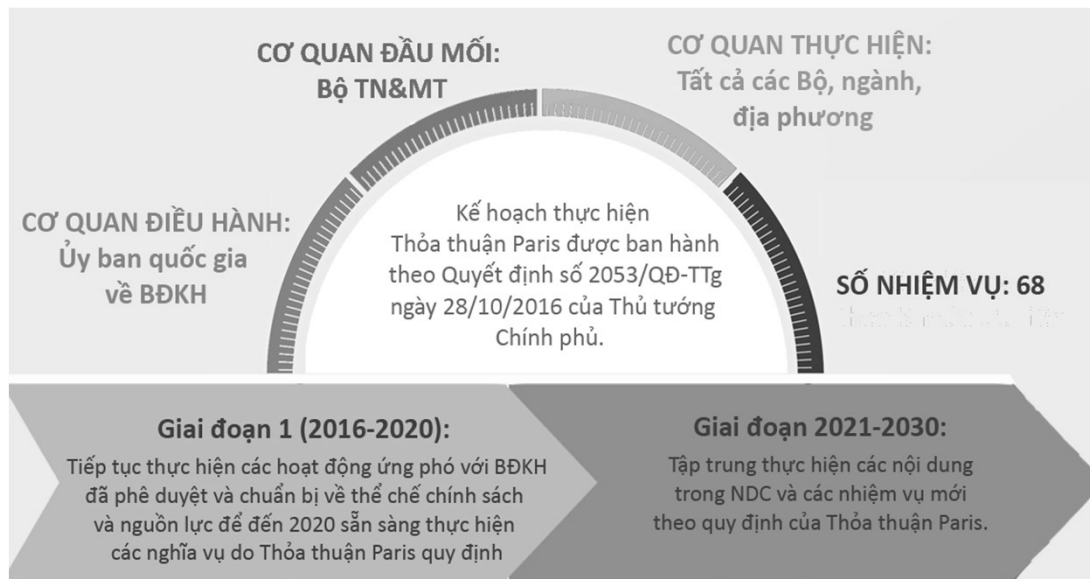 CƠ QUAN ĐẦU MỐI:
Bộ TN&MT
CƠ QUAN THỰC HIỆN:
Tất cả các Bộ, ngành,
địa phương
CƠ QUAN ĐIỀU HÀNH:
Ủy ban quốc gia
về BĐKH
Kế hoạch thực hiện
Thỏa thuận Paris được ban hành
theo Quyết định số 2053/QĐ-TTg
ngày 28/10/2016 của Thủ tướng
Chính phủ.
SỐ NHIỆM VỤ: 68
Giai đoạn 1 (2016-2020):
Tiếp tục thực hiện các hoạt động ứng phó với BĐKH
đã phê duyệt và chuẩn bị về thể chế chính sách
và nguồn lực để đến 2020 sẵn sàng thực hiện
các nghĩa vụ do Thỏa thuận Paris quy định
Giai đoạn 2021-2030:
Tập trung thực hiện các nội dung
trong NDC và các nhiệm vụ mới
theo quy định của Thỏa thuận Paris.